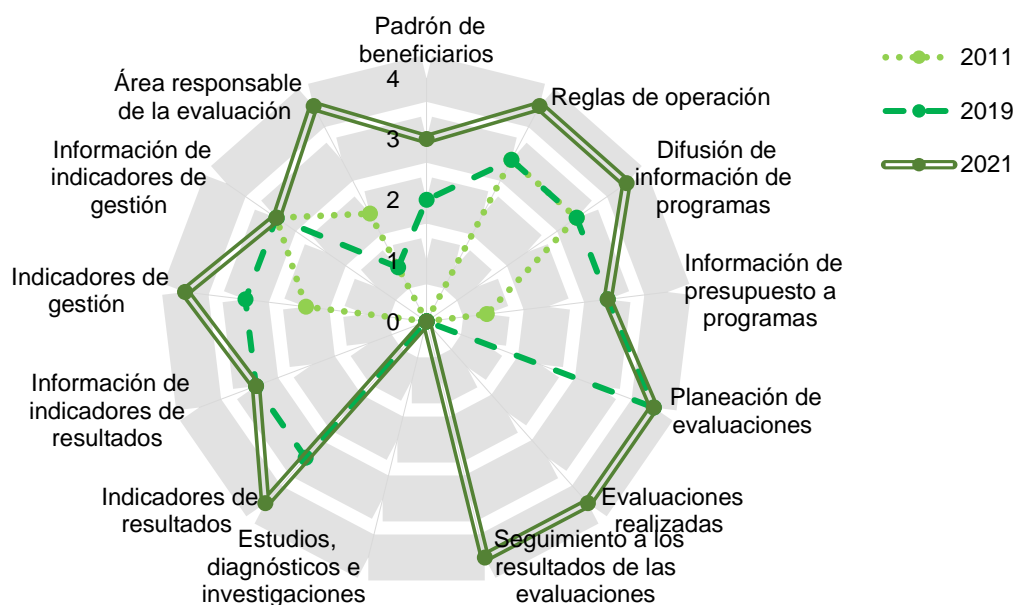 Padrón de
beneficiarios
Reglas de operación
Difusión de
información de
programas
Información de
presupuesto a
programas
Planeación de
evaluaciones
Evaluaciones
realizadas
Seguimiento a los
resultados de las
evaluaciones
Estudios,
diagnósticos e
investigaciones
Indicadores de
resultados
Información de
indicadores de
resultados
Indicadores de
gestión
Información de
indicadores de
gestión
Área responsable
de la evaluación
4
3
2
1
0
2011
2019
2021